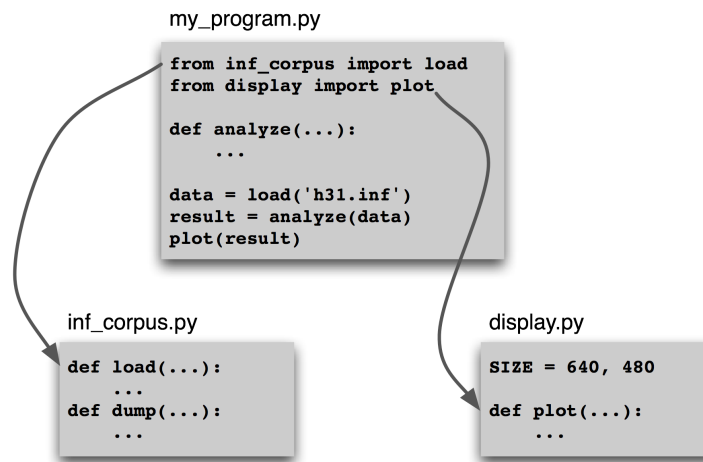 my_program.py
from inf_corpus import load
from display import plot
def analyze(...):
    ...
data = load('h31.inf')
result = analyze(data)
plot(result)
inf_corpus.py
def load(...):
    ...
def dump(...):
    ...
display.py
SIZE = 640, 480
def plot(...):
    ...